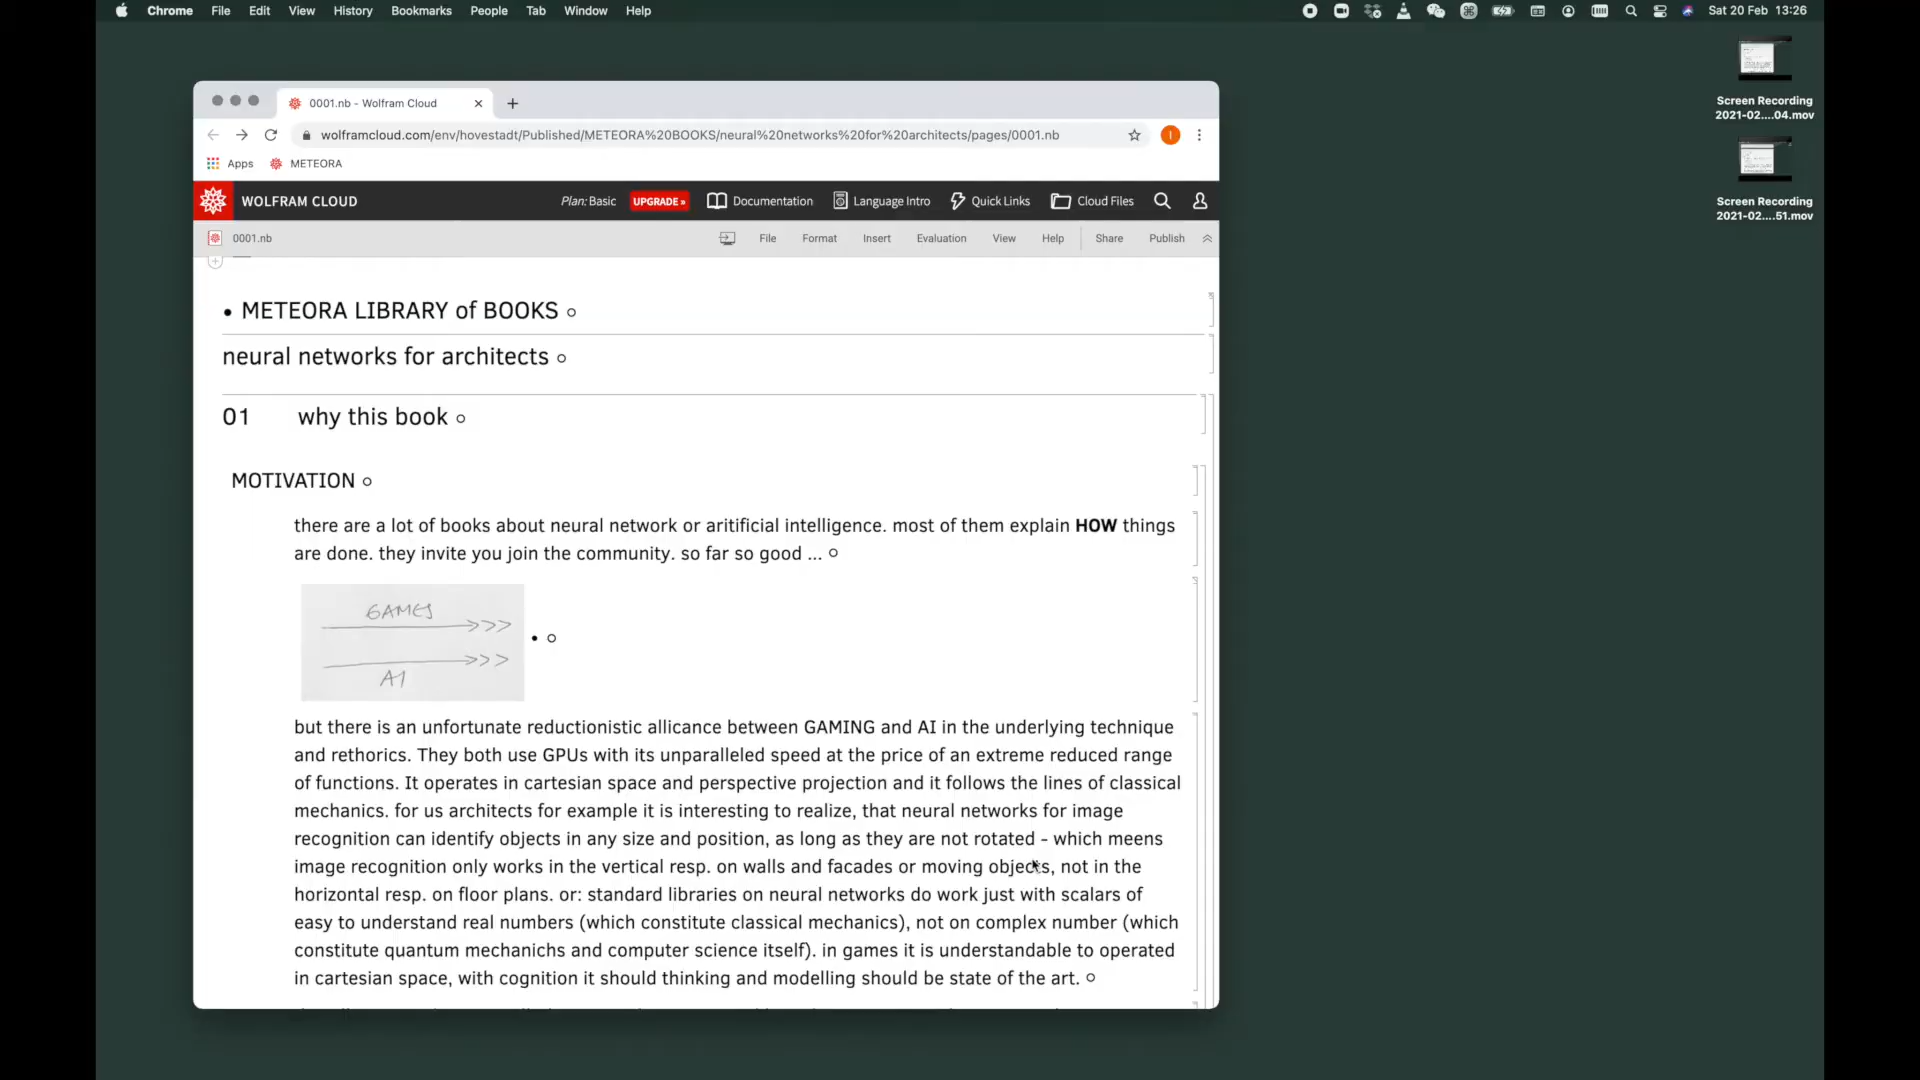 Chrome File Edit View History Bookmarks People Tab Window Help
Sat 20 Feb 13:26
Screen Recording
2021-02....04.mov
Screen Recording
2021-02....51.mov
0001.nb - Wolfram Cloud
wolframcloud.com/env/hovestadt/Published/METEORA%20BOOKS/neural%20networks%20for%20architects/pages/0001.nb
I
Apps METEORA
WOLFRAM CLOUD Plan: Basic UPGRADE » Documentation Language Intro Quick Links Cloud Files
0001.nb File Format Insert Evaluation View Help Share Publish
• METEORA LIBRARY of BOOKS
neural networks for architects
01 why this book
MOTIVATION
there are a lot of books about neural network or aritificial intelligence. most of them explain HOW things
are done. they invite you join the community. so far so good ...
GAMES
AI
but there is an unfortunate reductionistic allicance between GAMING and AI in the underlying technique
and rethorics. They both use GPUs with its unparalleled speed at the price of an extreme reduced range
of functions. It operates in cartesian space and perspective projection and it follows the lines of classical
mechanics. for us architects for example it is interesting to realize, that neural networks for image
recognition can identify objects in any size and position, as long as they are not rotated - which meens
image recognition only works in the vertical resp. on walls and facades or moving objects, not in the
horizontal resp. on floor plans. or: standard libraries on neural networks do work just with scalars of
easy to understand real numbers (which constitute classical mechanics), not on complex number (which
constitute quantum mechanichs and computer science itself). in games it is understandable to operated
in cartesian space, with cognition it should thinking and modelling should be state of the art.